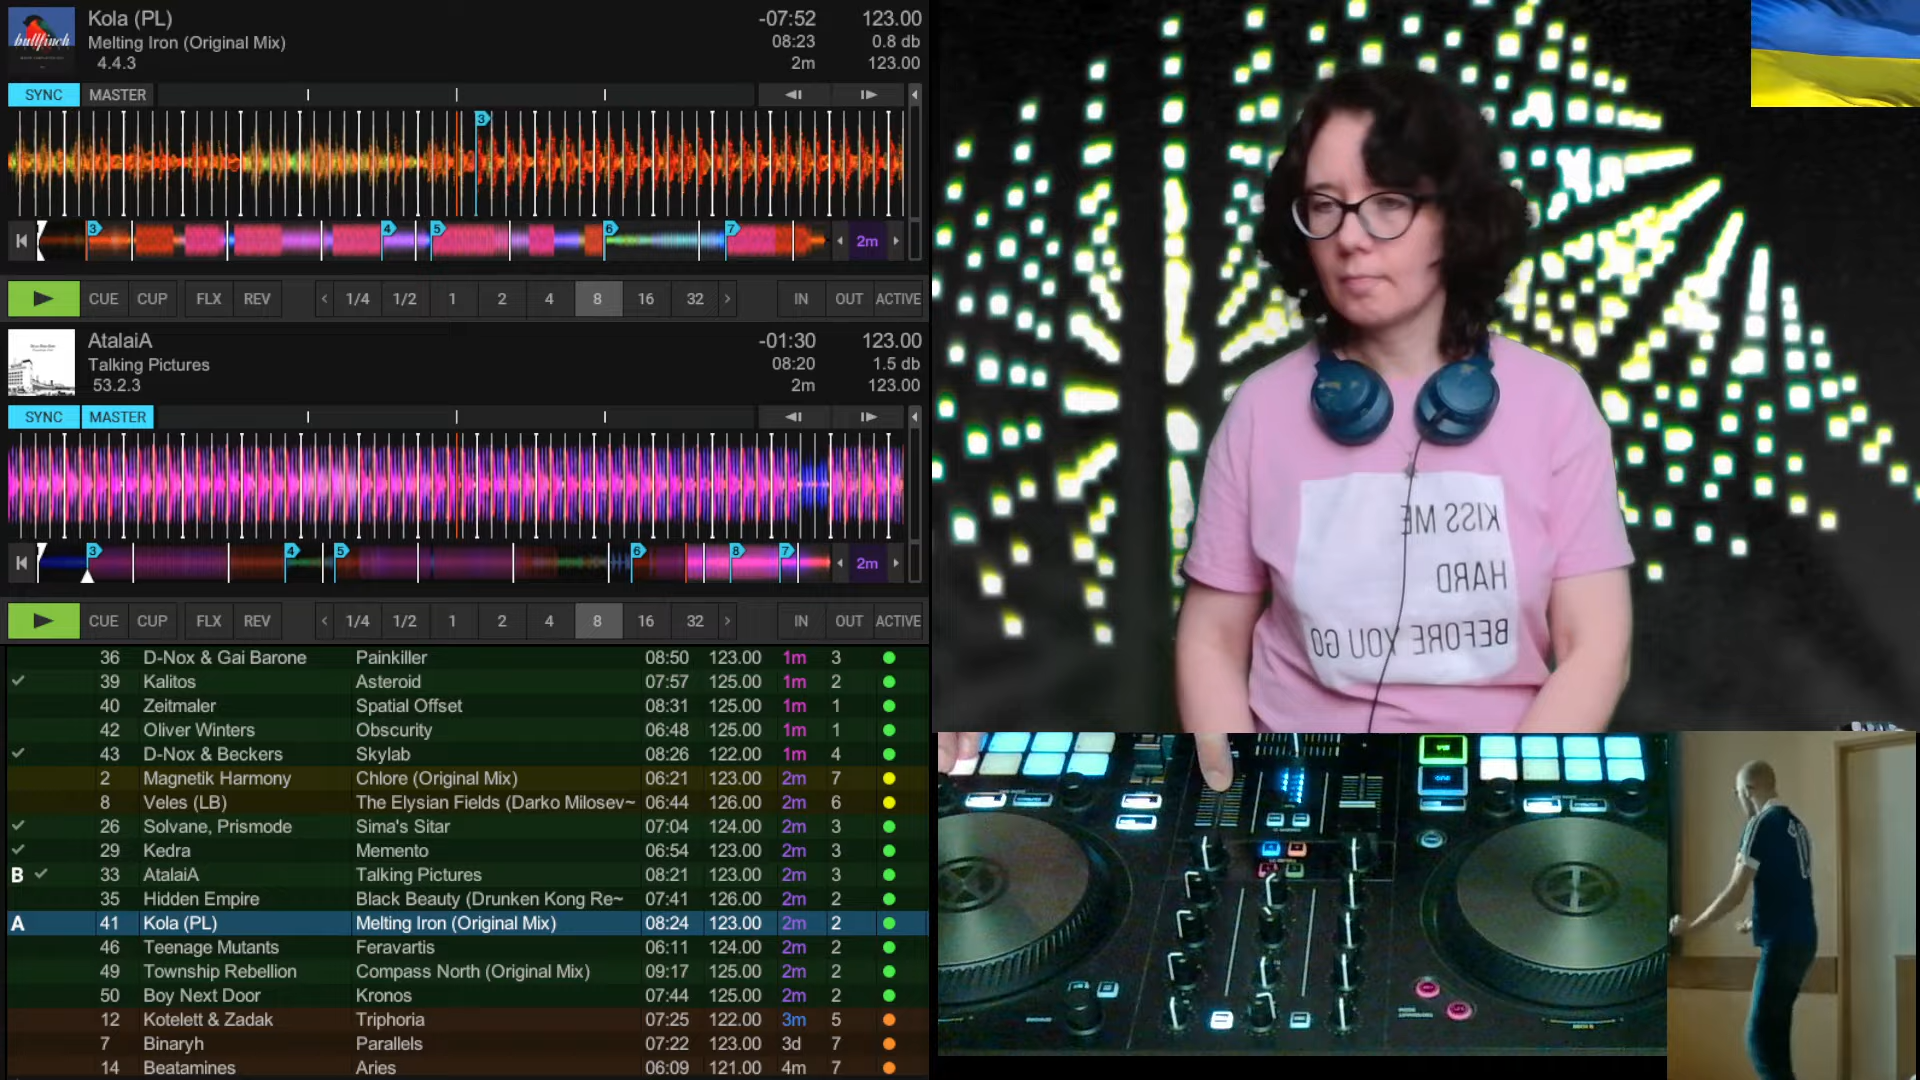 bullfinch
Kola (PL)
Melting Iron (Original Mix)
4.4.3
-07:52 123.00
08:23 0.8 db
2m 123.00
SYNC MASTER
3
3 4 5 6 7
2m
CUE CUP FLX REV 1/4 1/2 1 2 4 8 16 32 IN OUT ACTIVE
AtalaiA
Talking Pictures
53.2.3
-01:30 123.00
08:20 1.5 db
2m 123.00
SYNC MASTER
3 4 5 6 8 7
2m
CUE CUP FLX REV 1/4 1/2 1 2 4 8 16 32 IN OUT ACTIVE
36 D-Nox & Gai Barone Painkiller 08:50 123.00 1m 3
39 Kalitos Asteroid 07:57 125.00 1m 2
40 Zeitmaler Spatial Offset 08:31 125.00 1m 1
42 Oliver Winters Obscurity 06:48 125.00 1m 1
43 D-Nox & Beckers Skylab 08:26 122.00 1m 4
2 Magnetik Harmony Chlore (Original Mix) 06:21 123.00 2m 7
8 Veles (LB) The Elysian Fields (Darko Milosev~ 06:44 126.00 2m 6
26 Solvane, Prismode Sima's Sitar 07:04 124.00 2m 3
29 Kedra Memento 06:54 123.00 2m 3
B 33 AtalaiA Talking Pictures 08:21 123.00 2m 3
35 Hidden Empire Black Beauty (Drunken Kong Re~ 07:41 126.00 2m 2
A 41 Kola (PL) Melting Iron (Original Mix) 08:24 123.00 2m 2
46 Teenage Mutants Feravartis 06:11 124.00 2m 2
49 Township Rebellion Compass North (Original Mix) 09:17 125.00 2m 2
50 Boy Next Door Kronos 07:44 125.00 2m 2
12 Kotelett & Zadak Triphoria 07:25 122.00 3m 5
7 Binaryh Parallels 07:22 123.00 3d 7
14 Beatamines Aries 06:09 121.00 4m 7
KISS ME
HARD
BEFORE YOU GO